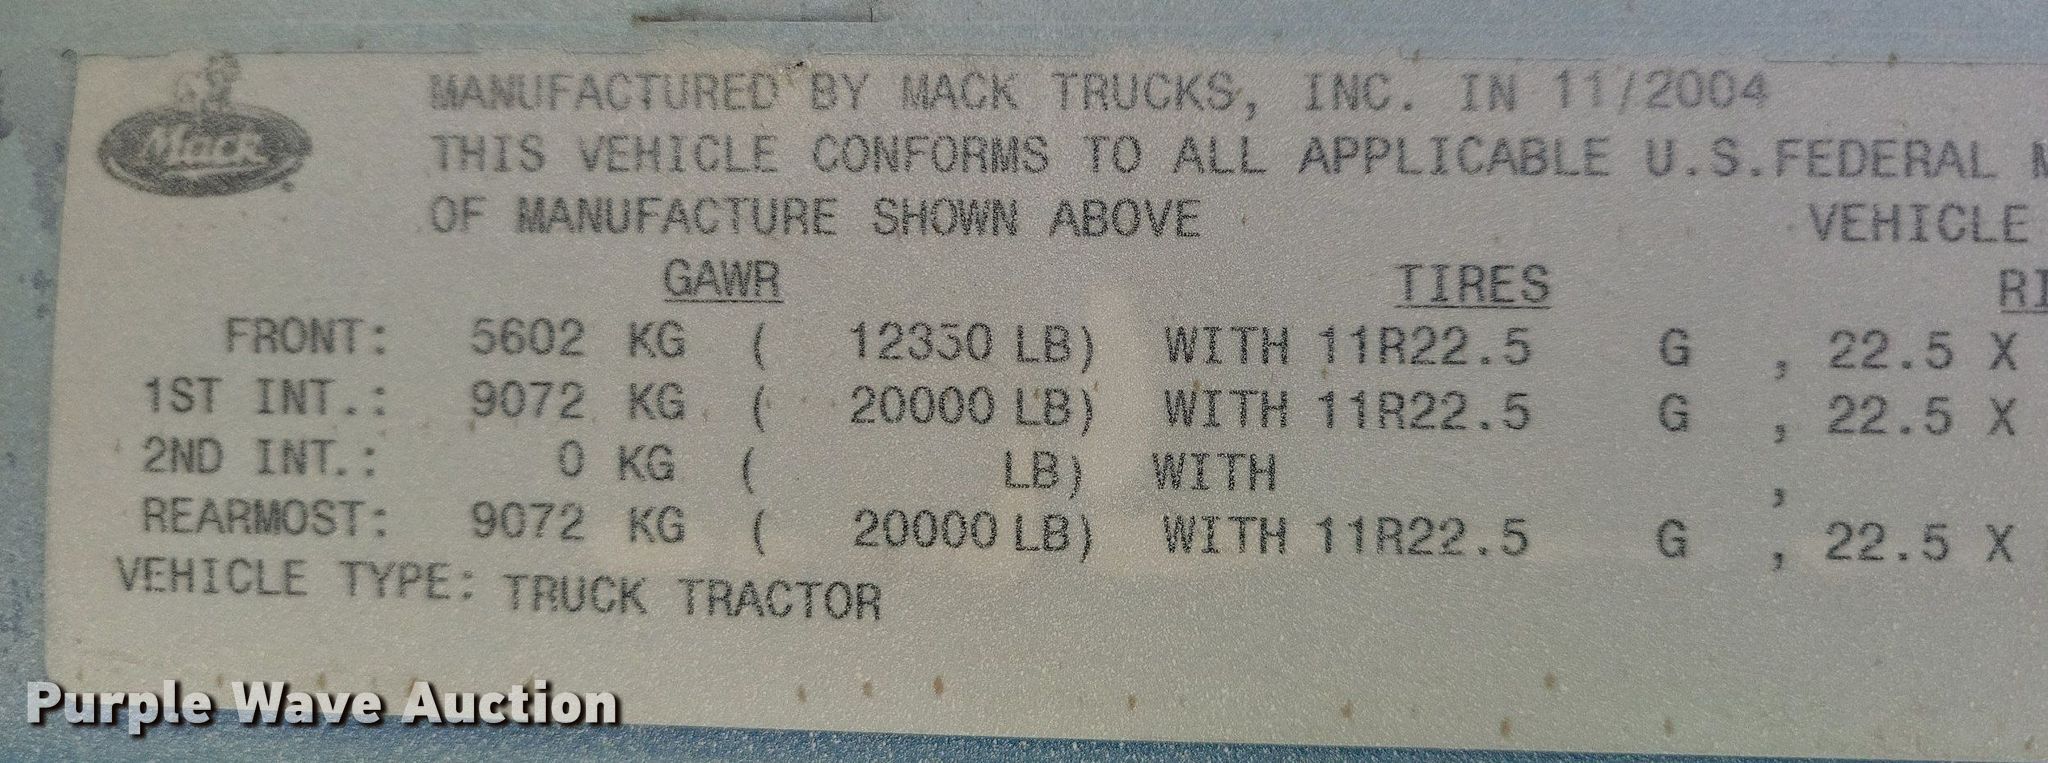 Mack
MANUFACTURED BY MACK TRUCKS, INC. IN 11/2004
THIS VEHICLE CONFORMS TO ALL APPLICABLE U.S.FEDERAL M
OF MANUFACTURE SHOWN ABOVE
VEHICLE
GAWR TIRES RI
FRONT: 5602 KG ( 12350 LB) WITH 11R22.5 G , 22.5 X
1ST INT.: 9072 KG ( 20000 LB) WITH 11R22.5 G , 22.5 X
2ND INT.: 0 KG ( LB) WITH ,
REARMOST: 9072 KG ( 20000 LB) WITH 11R22.5 G , 22.5 X
VEHICLE TYPE: TRUCK TRACTOR
Purple Wave Auction